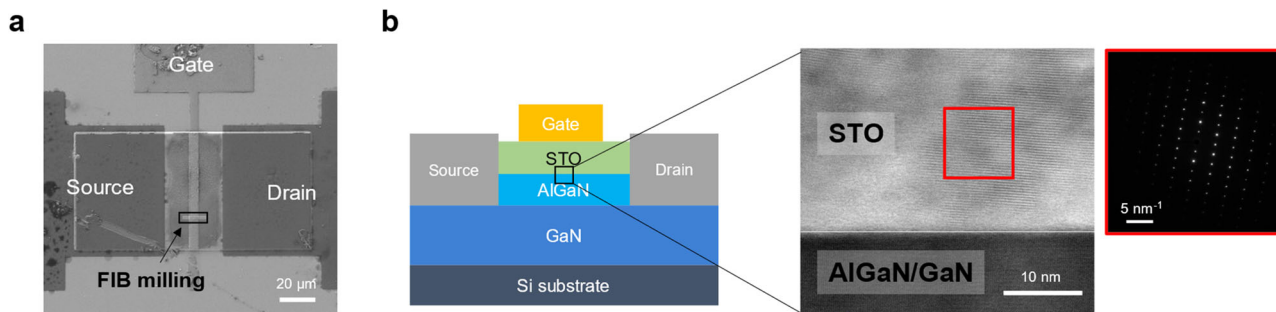 a
Gate
Source
Drain
FIB milling
20 µm
b
Gate
STO
Source
Drain
AlGaN
GaN
Si substrate
STO
AlGaN/GaN
10 nm
5 nm⁻¹